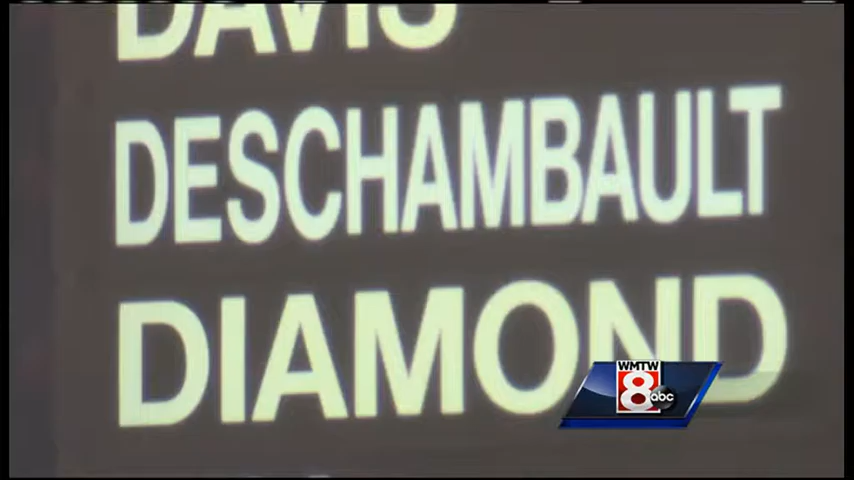 DAVIS
DESCHAMBAULT
DIAMOND
WMTW
8
abc